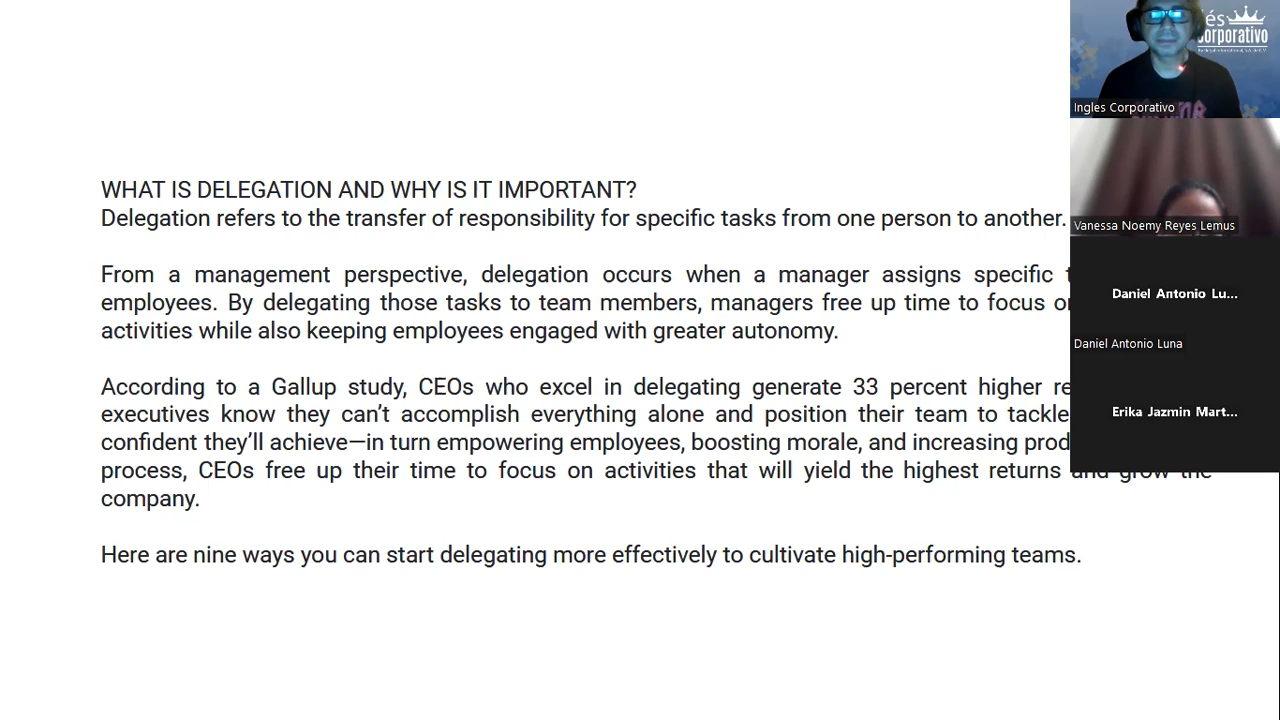 WHAT IS DELEGATION AND WHY IS IT IMPORTANT?
Delegation refers to the transfer of responsibility for specific tasks from one person to another.
From a management perspective, delegation occurs when a manager assigns specific
employees. By delegating those tasks to team members, managers free up time to focus
activities while also keeping employees engaged with greater autonomy.
According to a Gallup study, CEOs who excel in delegating generate 33 percent higher
executives know they can’t accomplish everything alone and position their team to tackle
confident they’ll achieve—in turn empowering employees, boosting morale, and increasing
process, CEOs free up their time to focus on activities that will yield the highest returns and grow the
company.
Here are nine ways you can start delegating more effectively to cultivate high-performing teams.
és
corporativo
Ingles Corporativo
Vanessa Noemy Reyes Lemus
Daniel Antonio Lu...
Daniel Antonio Luna
Erika Jazmin Mart...